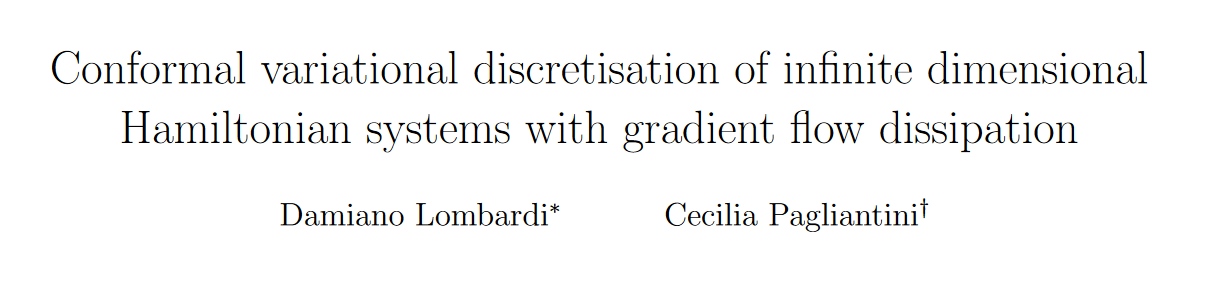 Conformal variational discretisation of infinite dimensional
Hamiltonian systems with gradient flow dissipation
Damiano Lombardi* Cecilia Pagliantini†